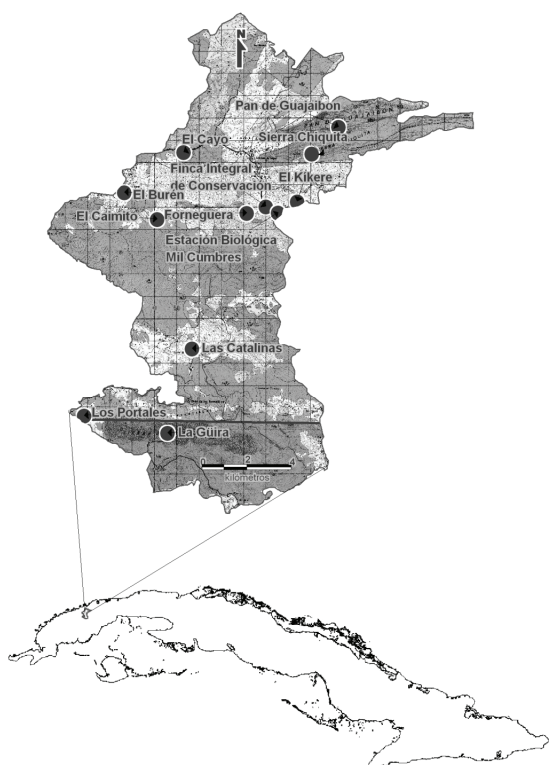 N
Pan de Guajaibon
El Cayo
Sierra Chiquita
Finca Integral
de Conservación
El Kikere
El Burén
El Caimito
Forneguera
Estación Biológica
Mil Cumbres
Las Catalinas
Los Portales
La Güira
0 2 4
kilometros